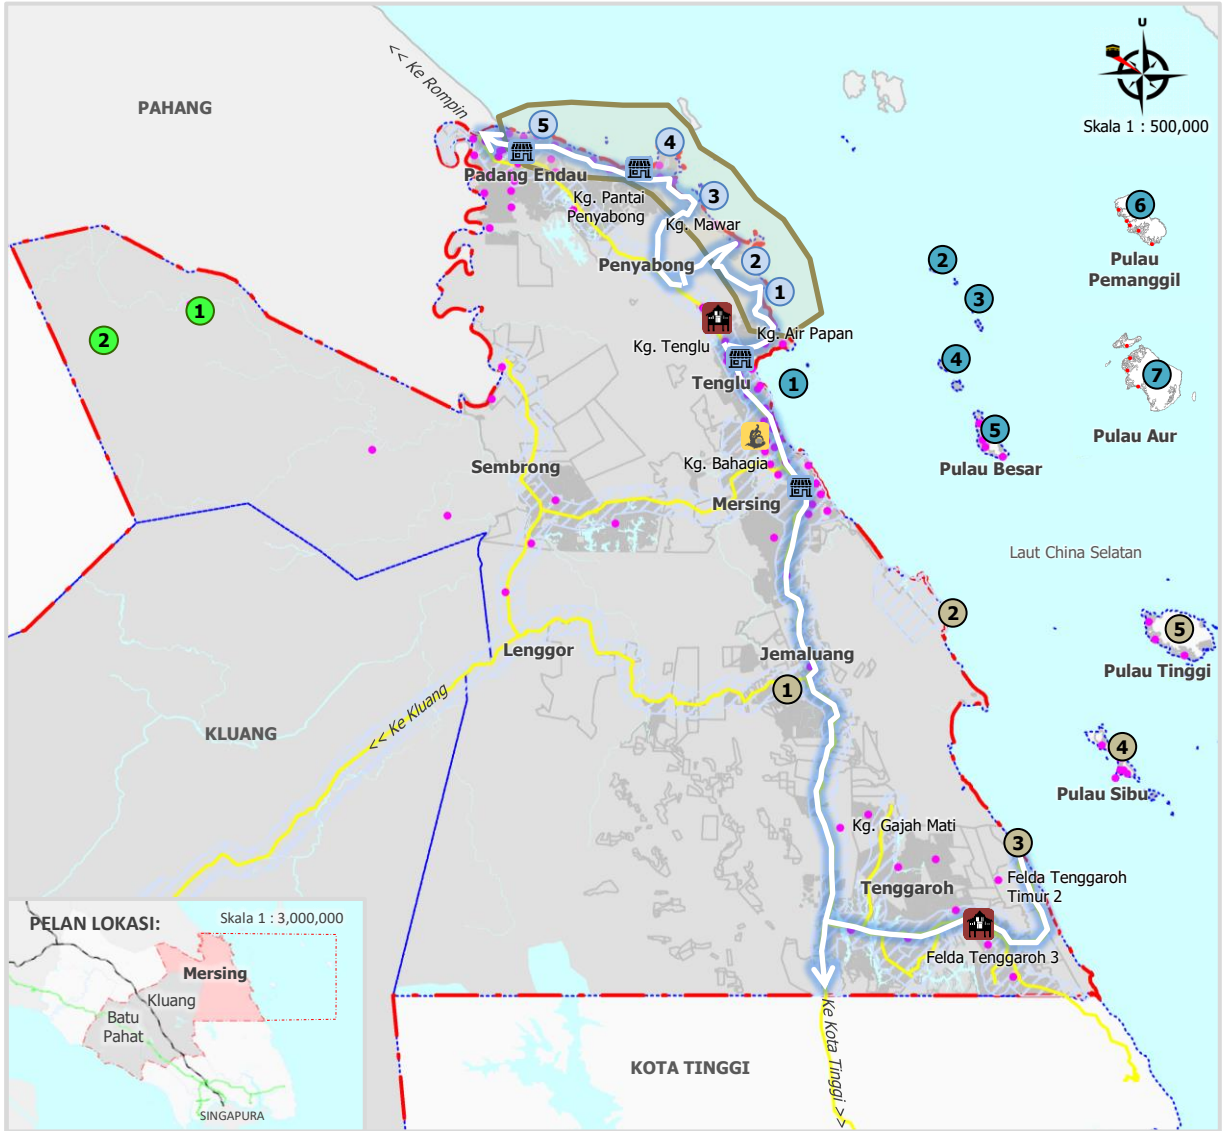 U
Skala 1 : 500,000
<< Ke Rompin
PAHANG
5
4
Padang Endau
Kg. Pantai
Penyabong
3
Kg. Mawar
6
Pulau
Pemanggil
2
Penyabong
2
1
3
1
2
Kg. Tenglu
Kg. Air Papan
4
7
Tenglu
1
5
Pulau Aur
Kg. Bahagia
Pulau Besar
Sembrong
Mersing
Laut China Selatan
2
5
Lenggor
Jemaluang
Pulau Tinggi
1
<< Ke Kluang
KLUANG
4
Pulau Sibu
Kg. Gajah Mati
3
Tenggaroh
Felda Tenggaroh
Timur 2
Felda Tenggaroh 3
PELAN LOKASI:
Skala 1 : 3,000,000
Mersing
Kluang
Batu
Pahat
SINGAPURA
KOTA TINGGI
Ke Kota Tinggi >>